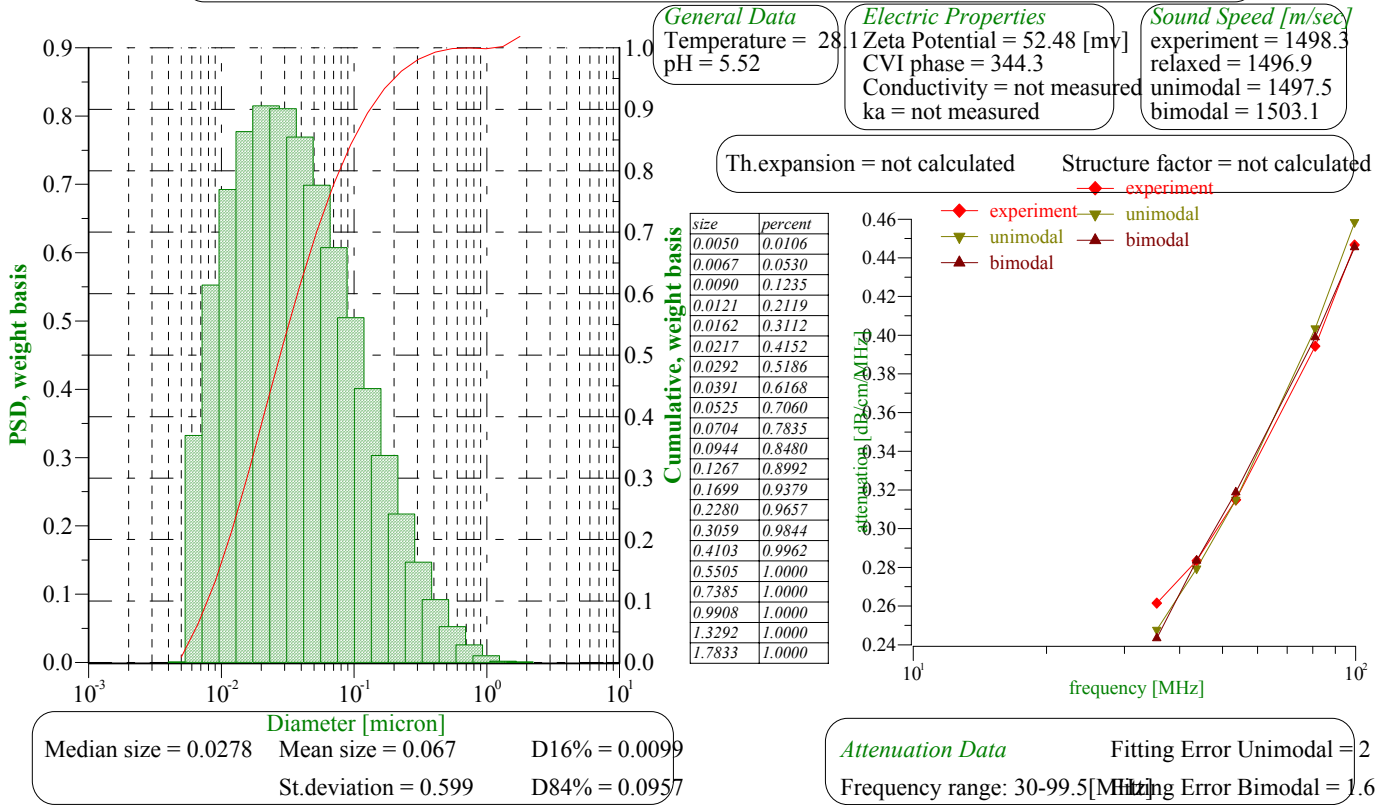 General Data
Temperature = 28.1
pH = 5.52
Electric Properties
Zeta Potential = 52.48 [mv]
CVI phase = 344.3
Conductivity = not measured
ka = not measured
Sound Speed [m/sec]
experiment = 1498.3
relaxed = 1496.9
unimodal = 1497.5
bimodal = 1503.1
Th.expansion = not calculated Structure factor = not calculated
PSD, weight basis
0.9
0.8
0.7
0.6
0.5
0.4
0.3
0.2
0.1
0.0
1.0
0.9
0.8
0.7
0.6
0.5
0.4
0.3
0.2
0.1
0.0
Cumulative, weight basis
10-3 10-2 10-1 100 101
Diameter [micron]
size percent
0.0050 0.0106
0.0067 0.0530
0.0090 0.1235
0.0121 0.2119
0.0162 0.3112
0.0217 0.4152
0.0292 0.5186
0.0391 0.6168
0.0525 0.7060
0.0704 0.7835
0.0944 0.8480
0.1267 0.8992
0.1699 0.9379
0.2280 0.9657
0.3059 0.9844
0.4103 0.9962
0.5505 1.0000
0.7385 1.0000
0.9908 1.0000
1.3292 1.0000
1.7833 1.0000
experiment
unimodal
bimodal
experiment
unimodal
bimodal
attenuation [dB/cm/MHz]
0.46
0.44
0.42
0.40
0.38
0.36
0.34
0.32
0.30
0.28
0.26
0.24
101 102
frequency [MHz]
Median size = 0.0278 Mean size = 0.067 D16% = 0.0099
St.deviation = 0.599 D84% = 0.0957
Attenuation Data Fitting Error Unimodal = 2
Frequency range: 30-99.5[MHz] Fitting Error Bimodal = 1.6